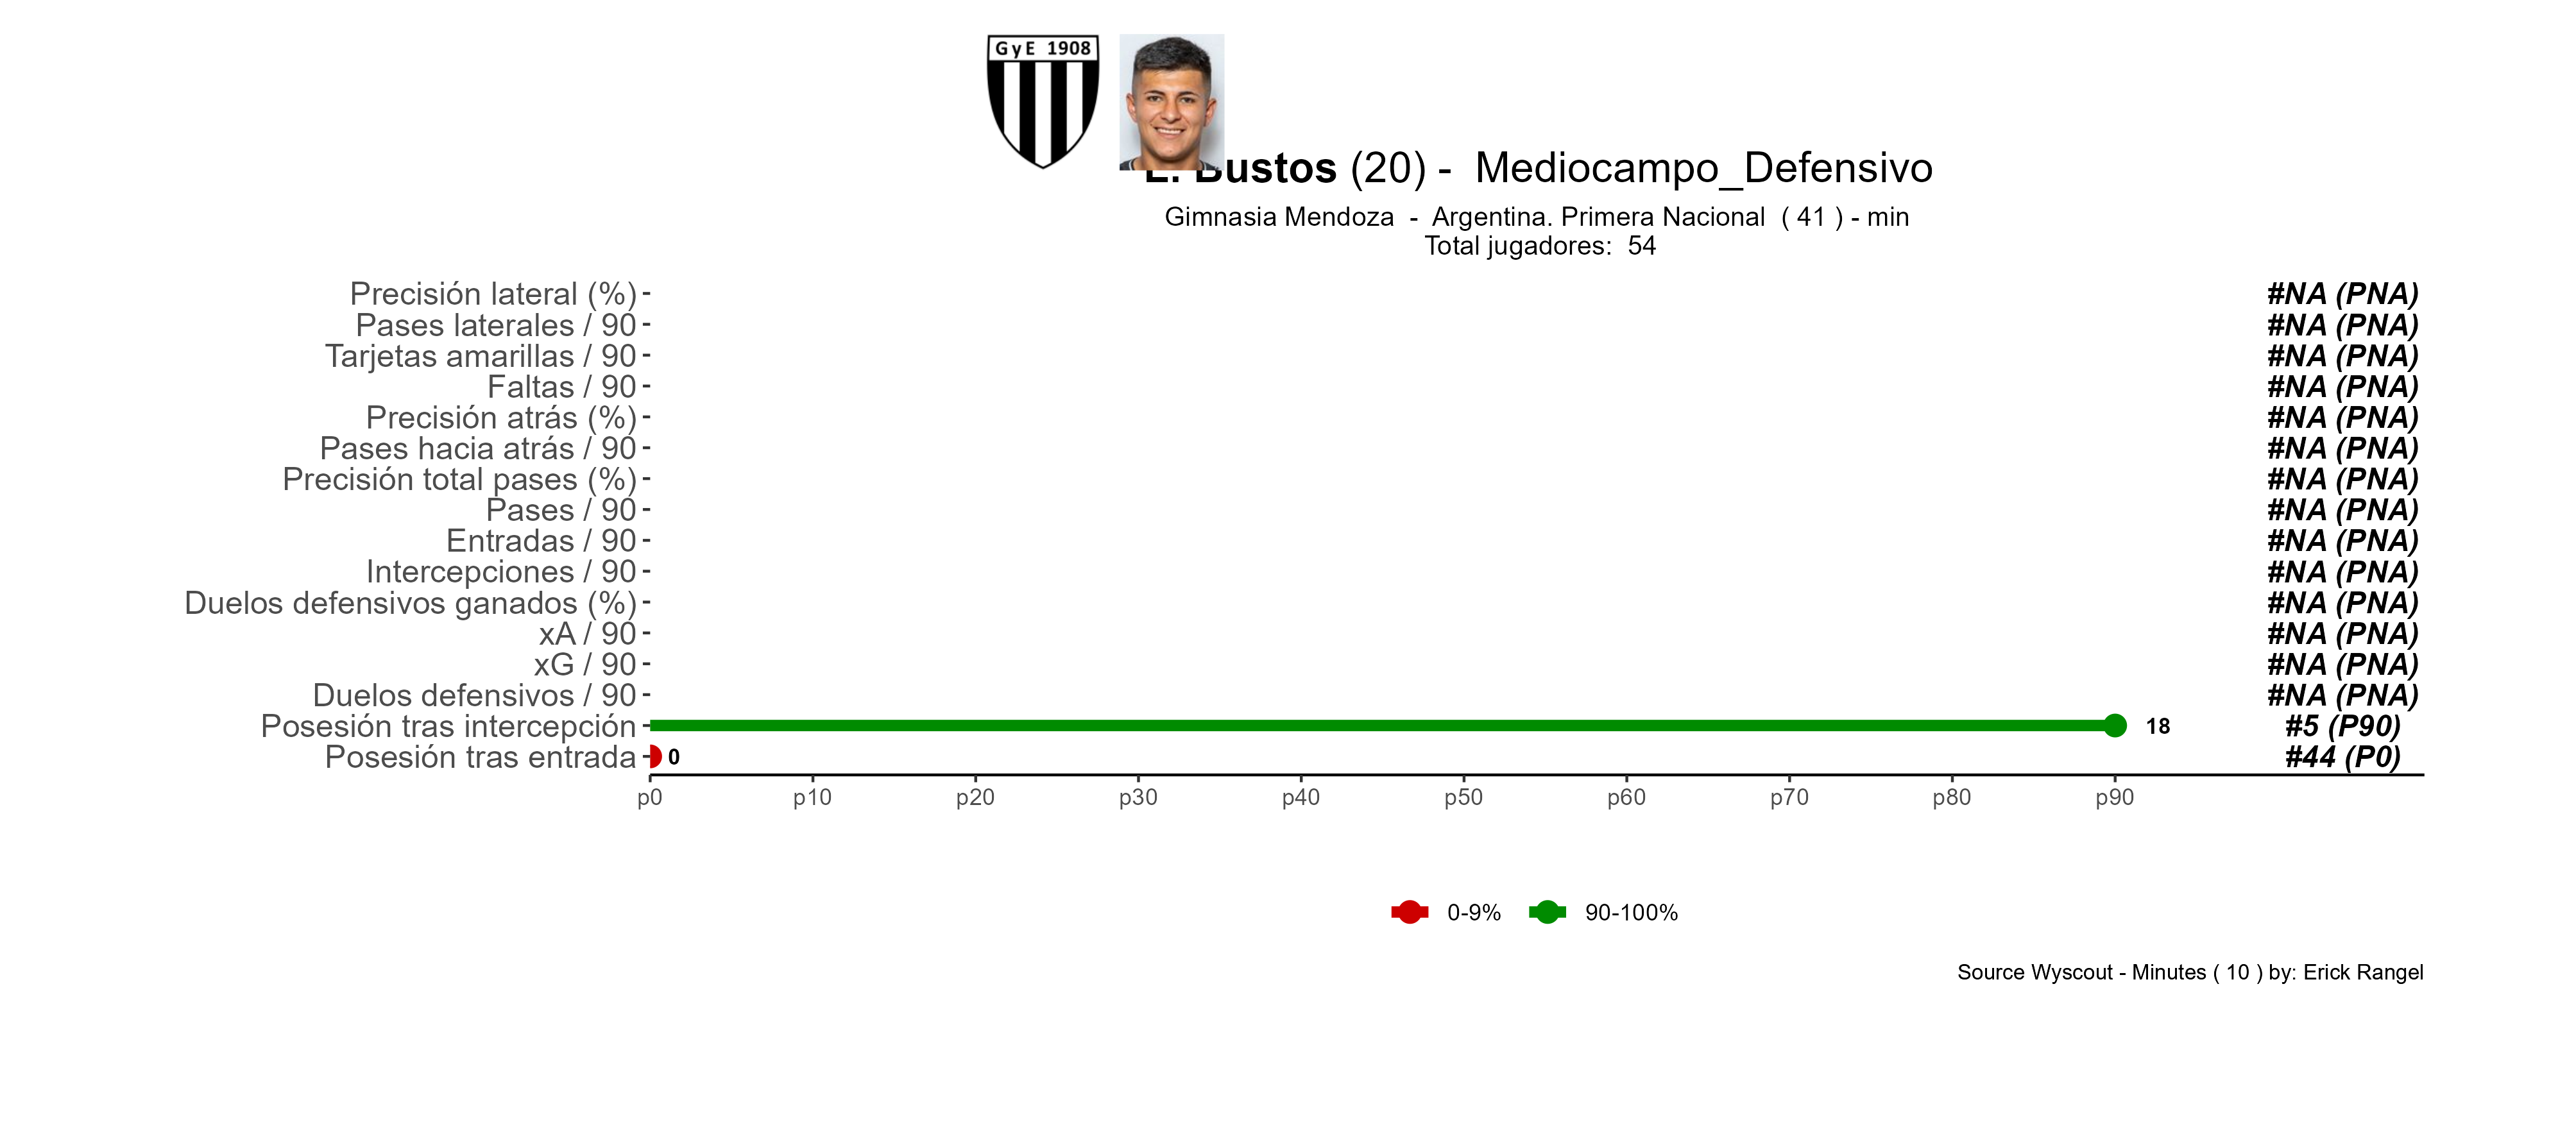 GyE 1908
L. Bustos (20) - Mediocampo_Defensivo
Gimnasia Mendoza - Argentina. Primera Nacional ( 41 ) - min
Total jugadores: 54
Precisión lateral (%) #NA (PNA)
Pases laterales / 90 #NA (PNA)
Tarjetas amarillas / 90 #NA (PNA)
Faltas / 90 #NA (PNA)
Precisión atrás (%) #NA (PNA)
Pases hacia atrás / 90 #NA (PNA)
Precisión total pases (%) #NA (PNA)
Pases / 90 #NA (PNA)
Entradas / 90 #NA (PNA)
Intercepciones / 90 #NA (PNA)
Duelos defensivos ganados (%) #NA (PNA)
xA / 90 #NA (PNA)
xG / 90 #NA (PNA)
Duelos defensivos / 90 #NA (PNA)
Posesión tras intercepción 18 #5 (P90)
Posesión tras entrada 0 #44 (P0)
p0 p10 p20 p30 p40 p50 p60 p70 p80 p90
0-9% 90-100%
Source Wyscout - Minutes ( 10 ) by: Erick Rangel